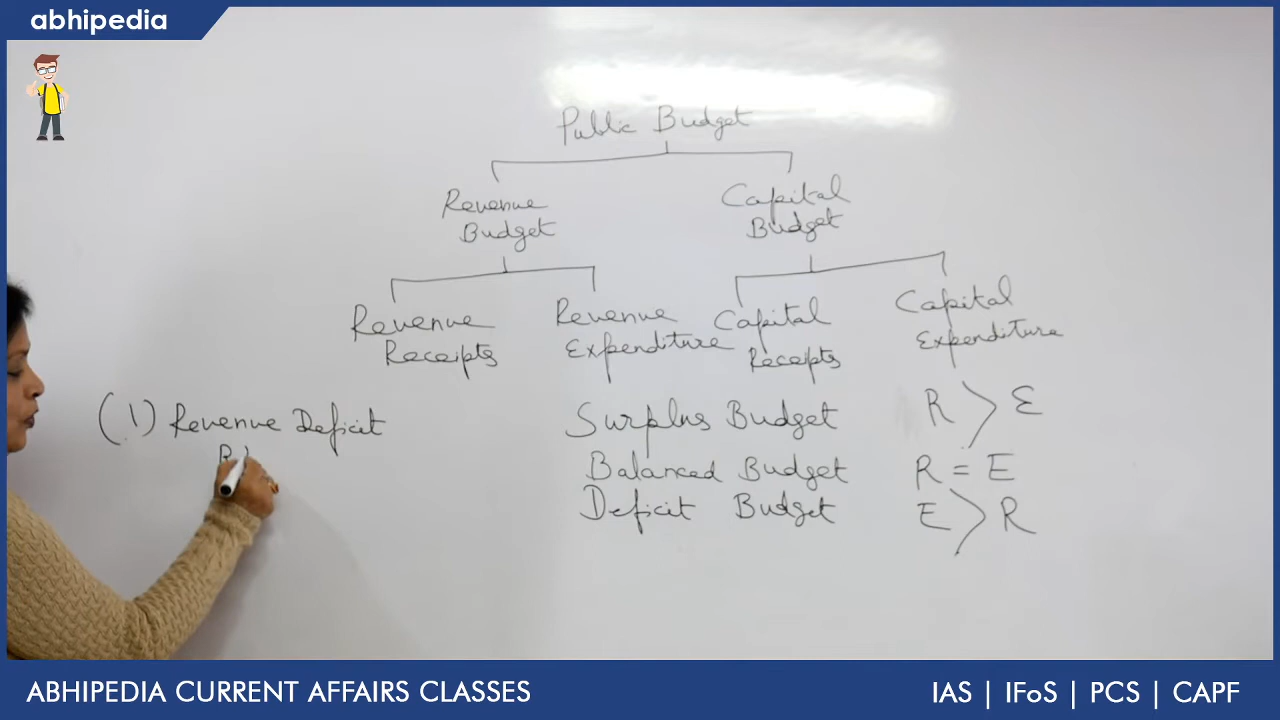 abhipedia
Public Budget
Revenue Budget
Capital Budget
Revenue Receipts
Revenue Expenditure
Capital Receipts
Capital Expenditure
(1) Revenue Deficit
Surplus Budget R > E
Balanced Budget R = E
Deficit Budget E > R
ABHIPEDIA CURRENT AFFAIRS CLASSES
IAS | IFoS | PCS | CAPF